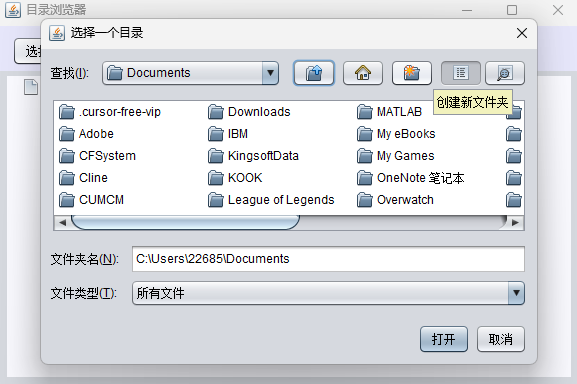 目录浏览器
选择一个目录
查找(I):
Documents
创建新文件夹
.cursor-free-vip
Downloads
MATLAB
Adobe
IBM
My eBooks
CFSystem
KingsoftData
My Games
Cline
KOOK
OneNote 笔记本
CUMCM
League of Legends
Overwatch
文件夹名(N):
C:\Users\22685\Documents
文件类型(T):
所有文件
打开
取消